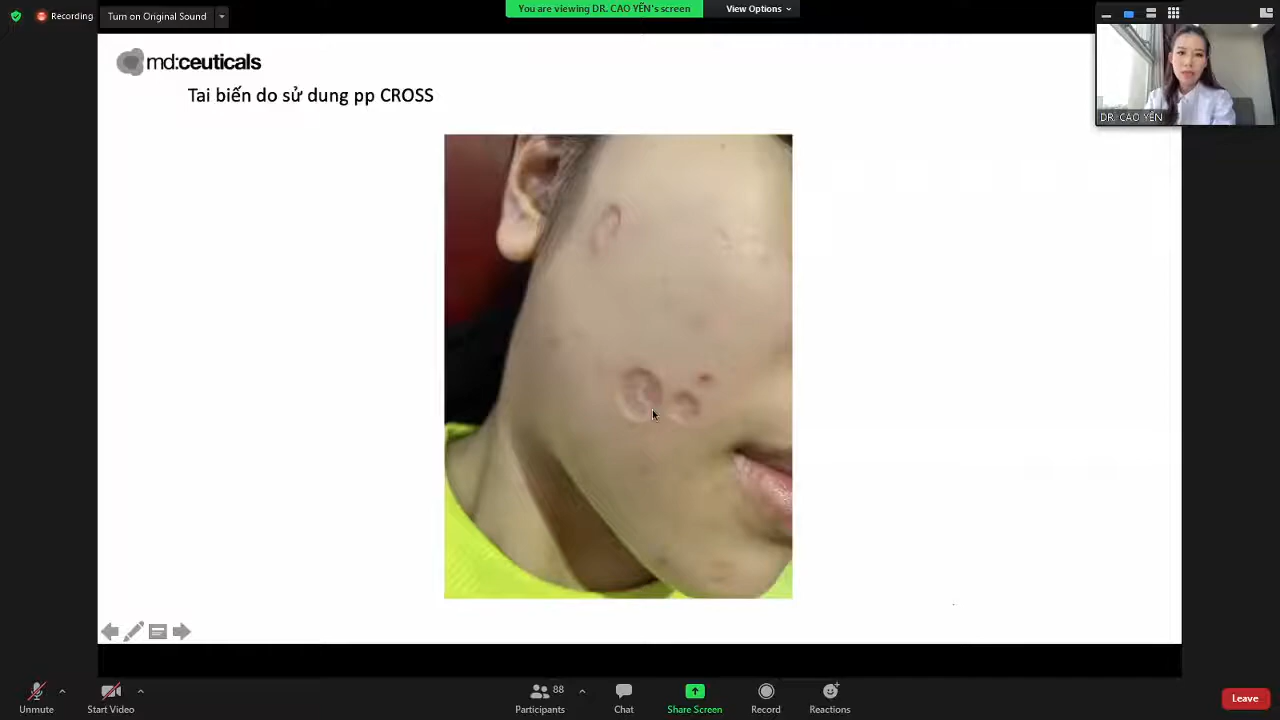 Recording
Turn on Original Sound
You are viewing DR. CAO YẾN's screen
View Options
md:ceuticals
Tai biến do sử dung pp CROSS
DR. CAO YẾN
Unmute
Start Video
88
Participants
Chat
Share Screen
Record
Reactions
Leave